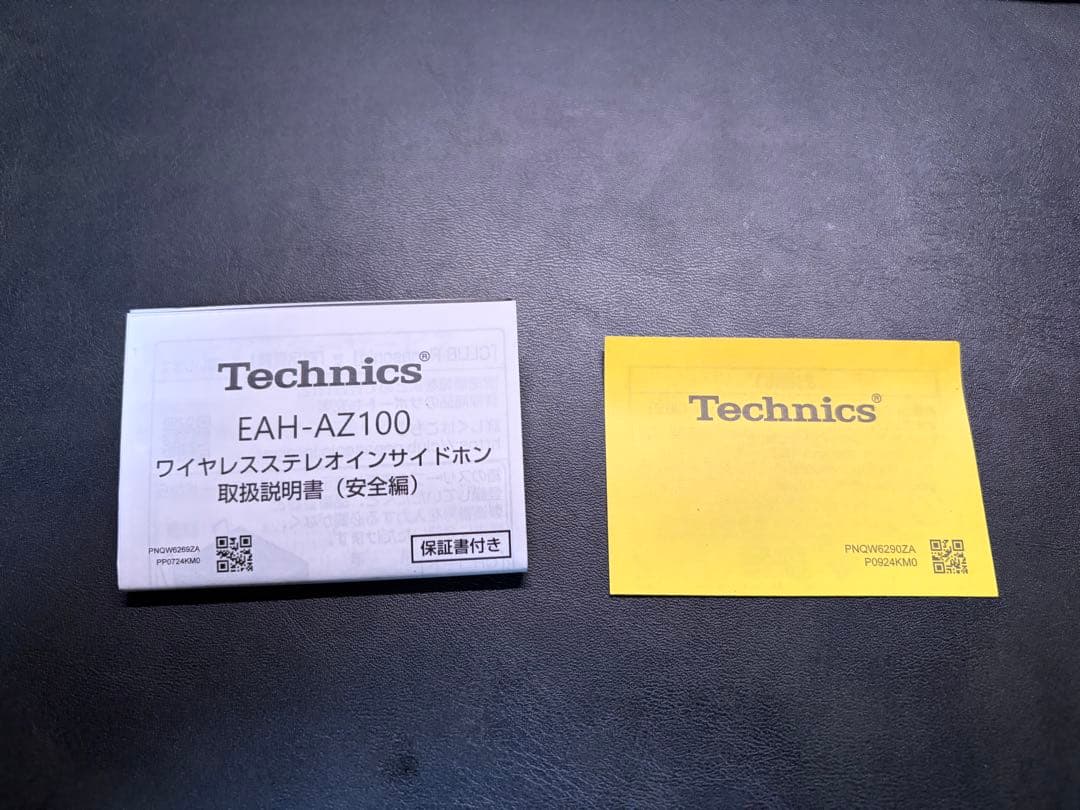 Technics®
EAH-AZ100
ワイヤレスステレオインサイドホン
取扱説明書（安全編）
PNQW6269ZA
PP0724KM0
保証書付き
Technics®
PNQW6290ZA
P0924KM0